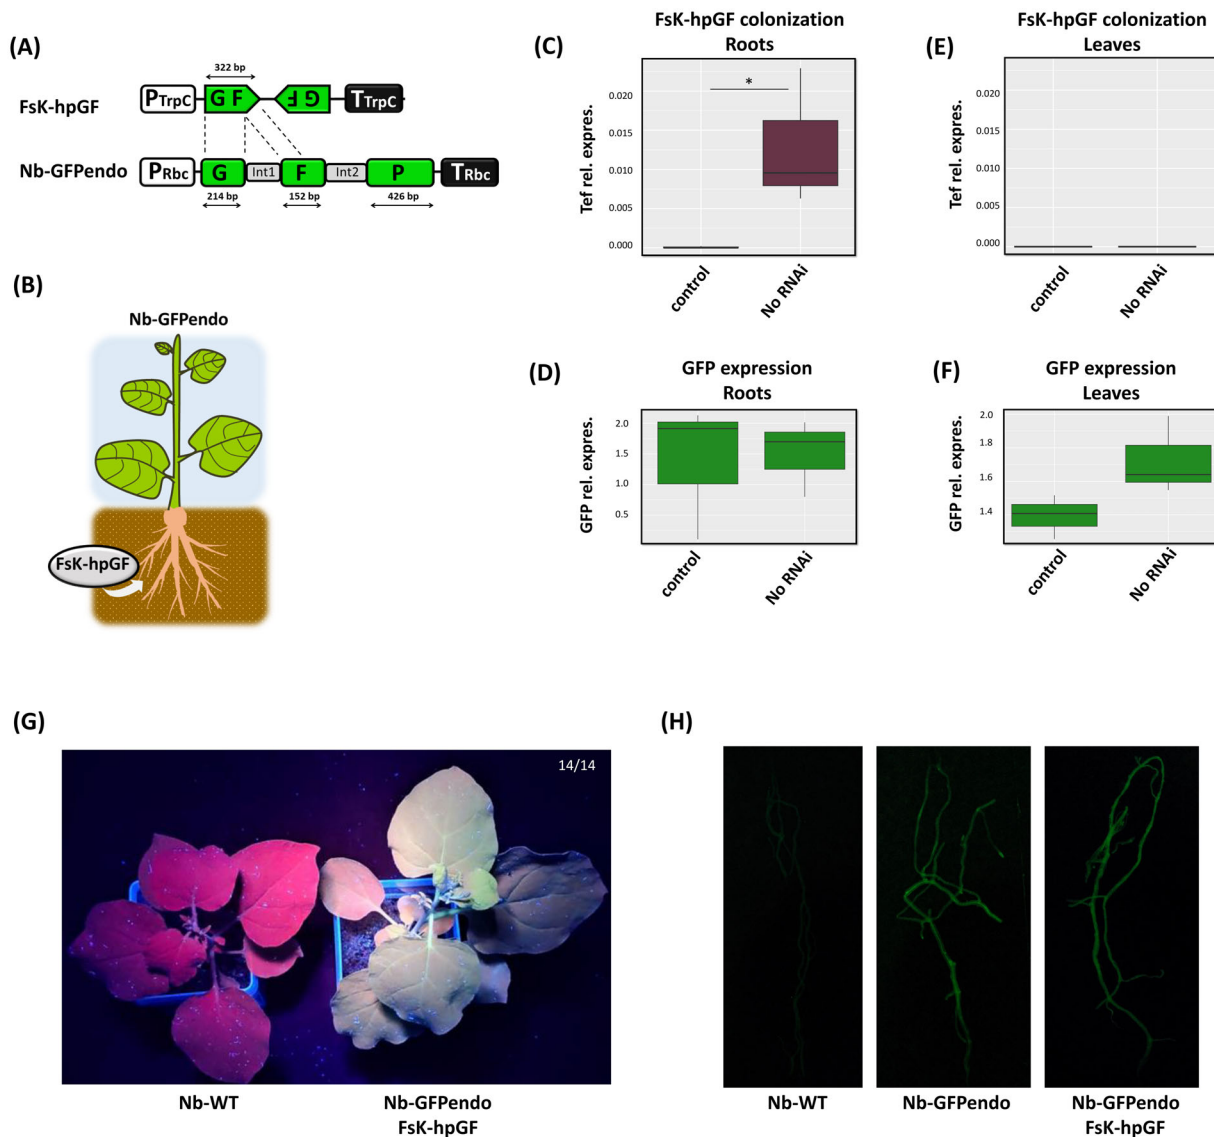 (A)
322 bp
FsK-hpGF
PTrpC
G F
G F
TTrpC
Nb-GFPendo
PRbc
G
Int1
F
Int2
P
TRbc
214 bp
152 bp
426 bp
(B)
Nb-GFPendo
FsK-hpGF
(C)
FsK-hpGF colonization
Roots
Tef rel. expres.
0.020
0.015
0.010
0.005
0.000
*
control
No RNAi
(E)
FsK-hpGF colonization
Leaves
Tef rel. expres.
0.020
0.015
0.010
0.005
0.000
control
No RNAi
(D)
GFP expression
Roots
GFP rel. expres.
2.0
1.5
1.0
0.5
control
No RNAi
(F)
GFP expression
Leaves
GFP rel. expres.
2.0
1.8
1.6
1.4
control
No RNAi
(G)
14/14
Nb-WT
Nb-GFPendo
FsK-hpGF
(H)
Nb-WT
Nb-GFPendo
Nb-GFPendo
FsK-hpGF